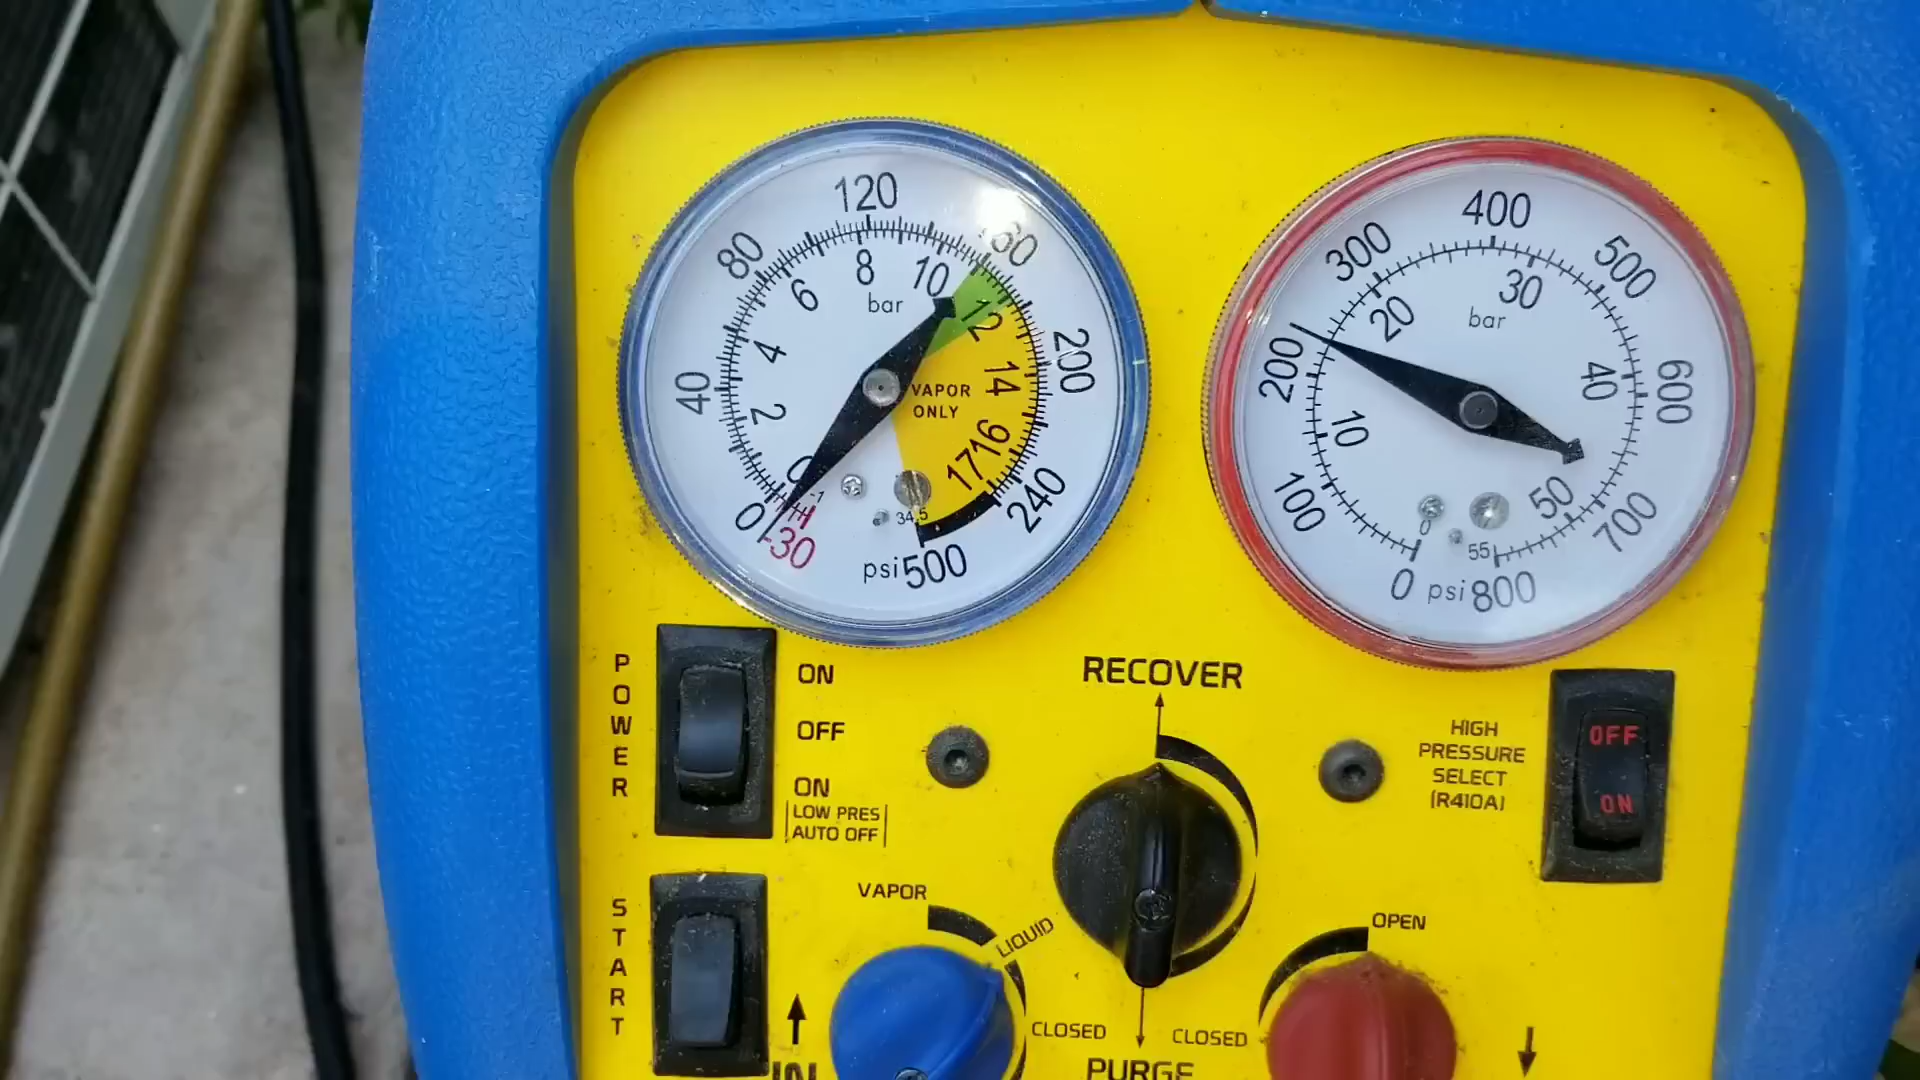 120
80
160
8
10
6
bar
12
4
200
40
14
VAPOR
ONLY
2
16
17
0
-1
240
0
34,5
-30
psi 500
400
300
500
30
20
bar
200
40
600
10
100
50
700
0
55
0 psi 800
POWER
ON
OFF
ON
LOW PRES
AUTO OFF
RECOVER
HIGH
PRESSURE
SELECT
(R410A)
OFF
ON
START
VAPOR
LIQUID
CLOSED
OPEN
CLOSED
IN
PURGE